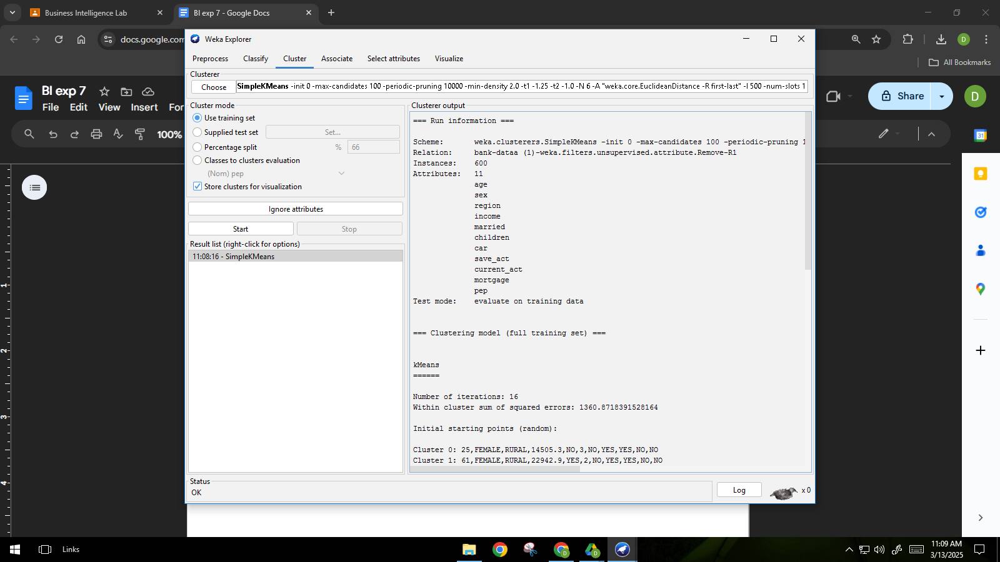 Business Intelligence Lab
BI exp 7 - Google Docs
docs.google.com
D
All Bookmarks
BI exp 7
File Edit View Insert For
Share
D
100%
31
Weka Explorer
Preprocess Classify Cluster Associate Select attributes Visualize
Clusterer
Choose
SimpleKMeans -init 0 -max-candidates 100 -periodic-pruning 10000 -min-density 2.0 -t1 -1.25 -t2 -1.0 -N 6 -A "weka.core.EuclideanDistance -R first-last" -I 500 -num-slots 1
Cluster mode
Use training set
Supplied test set
Set...
Percentage split
% 66
Classes to clusters evaluation
(Nom) pep
Store clusters for visualization
Ignore attributes
Start
Stop
Result list (right-click for options)
11:08:16 - SimpleKMeans
Clusterer output
=== Run information ===
Scheme: weka.clusterers.SimpleKMeans -init 0 -max-candidates 100 -periodic-pruning 1
Relation: bank-dataa (1)-weka.filters.unsupervised.attribute.Remove-R1
Instances: 600
Attributes: 11
age
sex
region
income
married
children
car
save_act
current_act
mortgage
pep
Test mode: evaluate on training data
=== Clustering model (full training set) ===
kMeans
======
Number of iterations: 16
Within cluster sum of squared errors: 1360.8718391528164
Initial starting points (random):
Cluster 0: 25,FEMALE,RURAL,14505.3,NO,3,NO,YES,YES,NO,NO
Cluster 1: 61,FEMALE,RURAL,22942.9,YES,2,NO,YES,YES,NO,NO
Status
OK
Log
x 0
1
2
3
4
Links
D
D
11:09 AM
3/13/2025